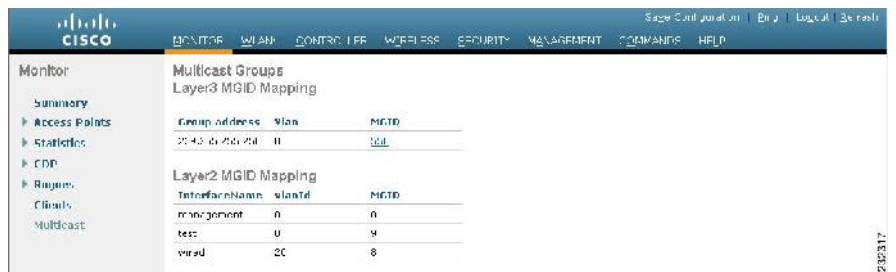 Save Configuration | Ping | Logout | Refresh
CISCO
MONITOR WLANs CONTROLLER WIRELESS SECURITY MANAGEMENT COMMANDS HELP
Monitor
Summary
Access Points
Statistics
CDP
Rogues
Clients
Multicast
Multicast Groups
Layer3 MGID Mapping
Group address Vlan MGID
0
Layer2 MGID Mapping
InterfaceName vlanId MGID
management 0 0
test 0 9
wired 20 8
232317